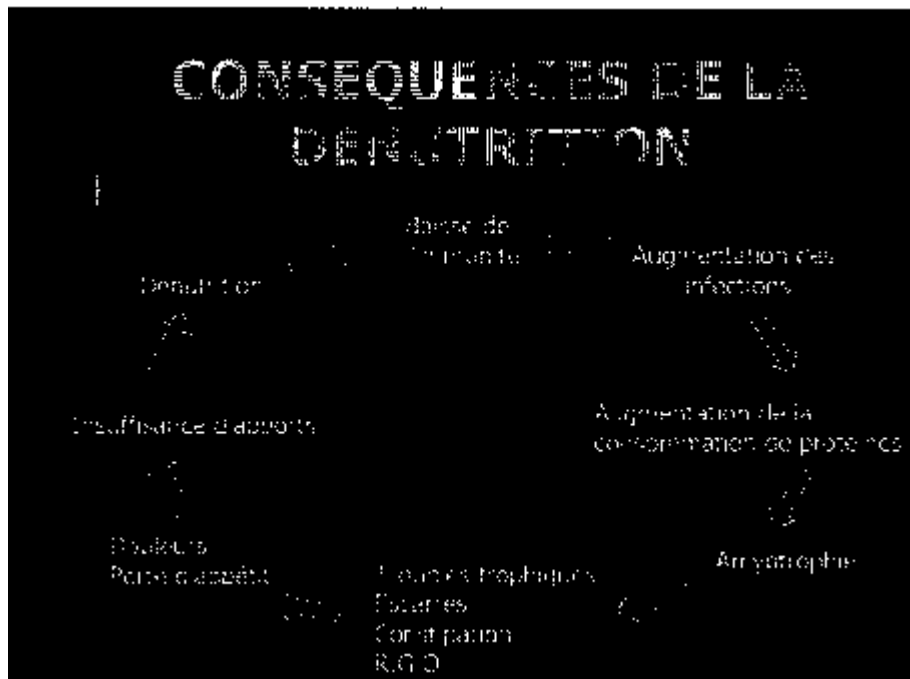 CONSEQUENCES DE LA
DENUTRITION
Baisse de
l'immunité
Augmentation des
infections
Dénutrition
Insuffisance d'apports
Augmentation de la
consommation de protéines
Douleurs
Perte d'appétit
Troubles trophiques
Escarres
Constipation
R.G.O
Amyotrophie